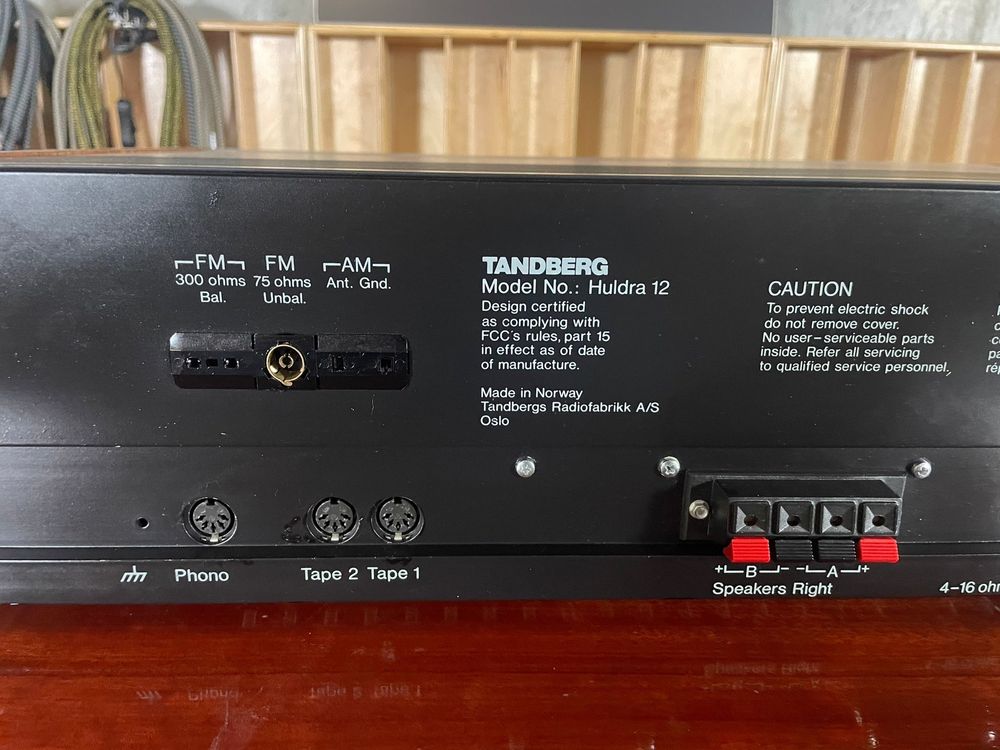 FM
300 ohms
Bal.
FM
75 ohms
Unbal.
AM
Ant. Gnd.
TANDBERG
Model No.: Huldra 12
Design certified
as complying with
FCC's rules, part 15
in effect as of date
of manufacture.
Made in Norway
Tandbergs Radiofabrikk A/S
Oslo
CAUTION
To prevent electric shock
do not remove cover.
No user-serviceable parts
inside. Refer all servicing
to qualified service personnel.
Phono
Tape 2 Tape 1
+ B - - A +
Speakers Right
4-16 ohm